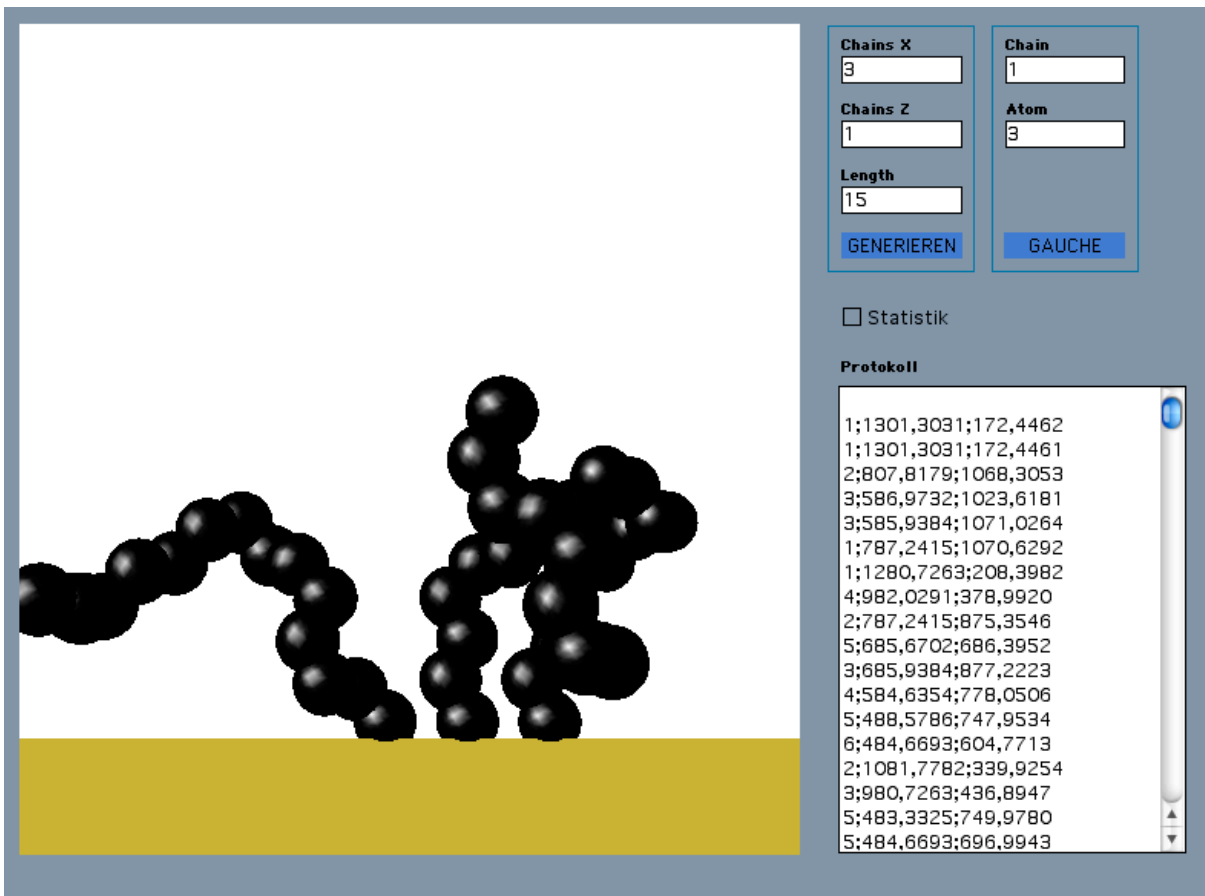 Chains X
3
Chains Z
1
Length
15
GENERIEREN
Chain
1
Atom
3
GAUCHE
Statistik
Protokoll
1;1301,3031;172,4462
1;1301,3031;172,4461
2;807,8179;1068,3053
3;586,9732;1023,6181
3;585,9384;1071,0264
1;787,2415;1070,6292
1;1280,7263;208,3982
4;982,0291;378,9920
2;787,2415;875,3546
5;685,6702;686,3952
3;685,9384;877,2223
4;584,6354;778,0506
5;488,5786;747,9534
6;484,6693;604,7713
2;1081,7782;339,9254
3;980,7263;436,8947
5;483,3325;749,9780
5;484,6693;696,9943